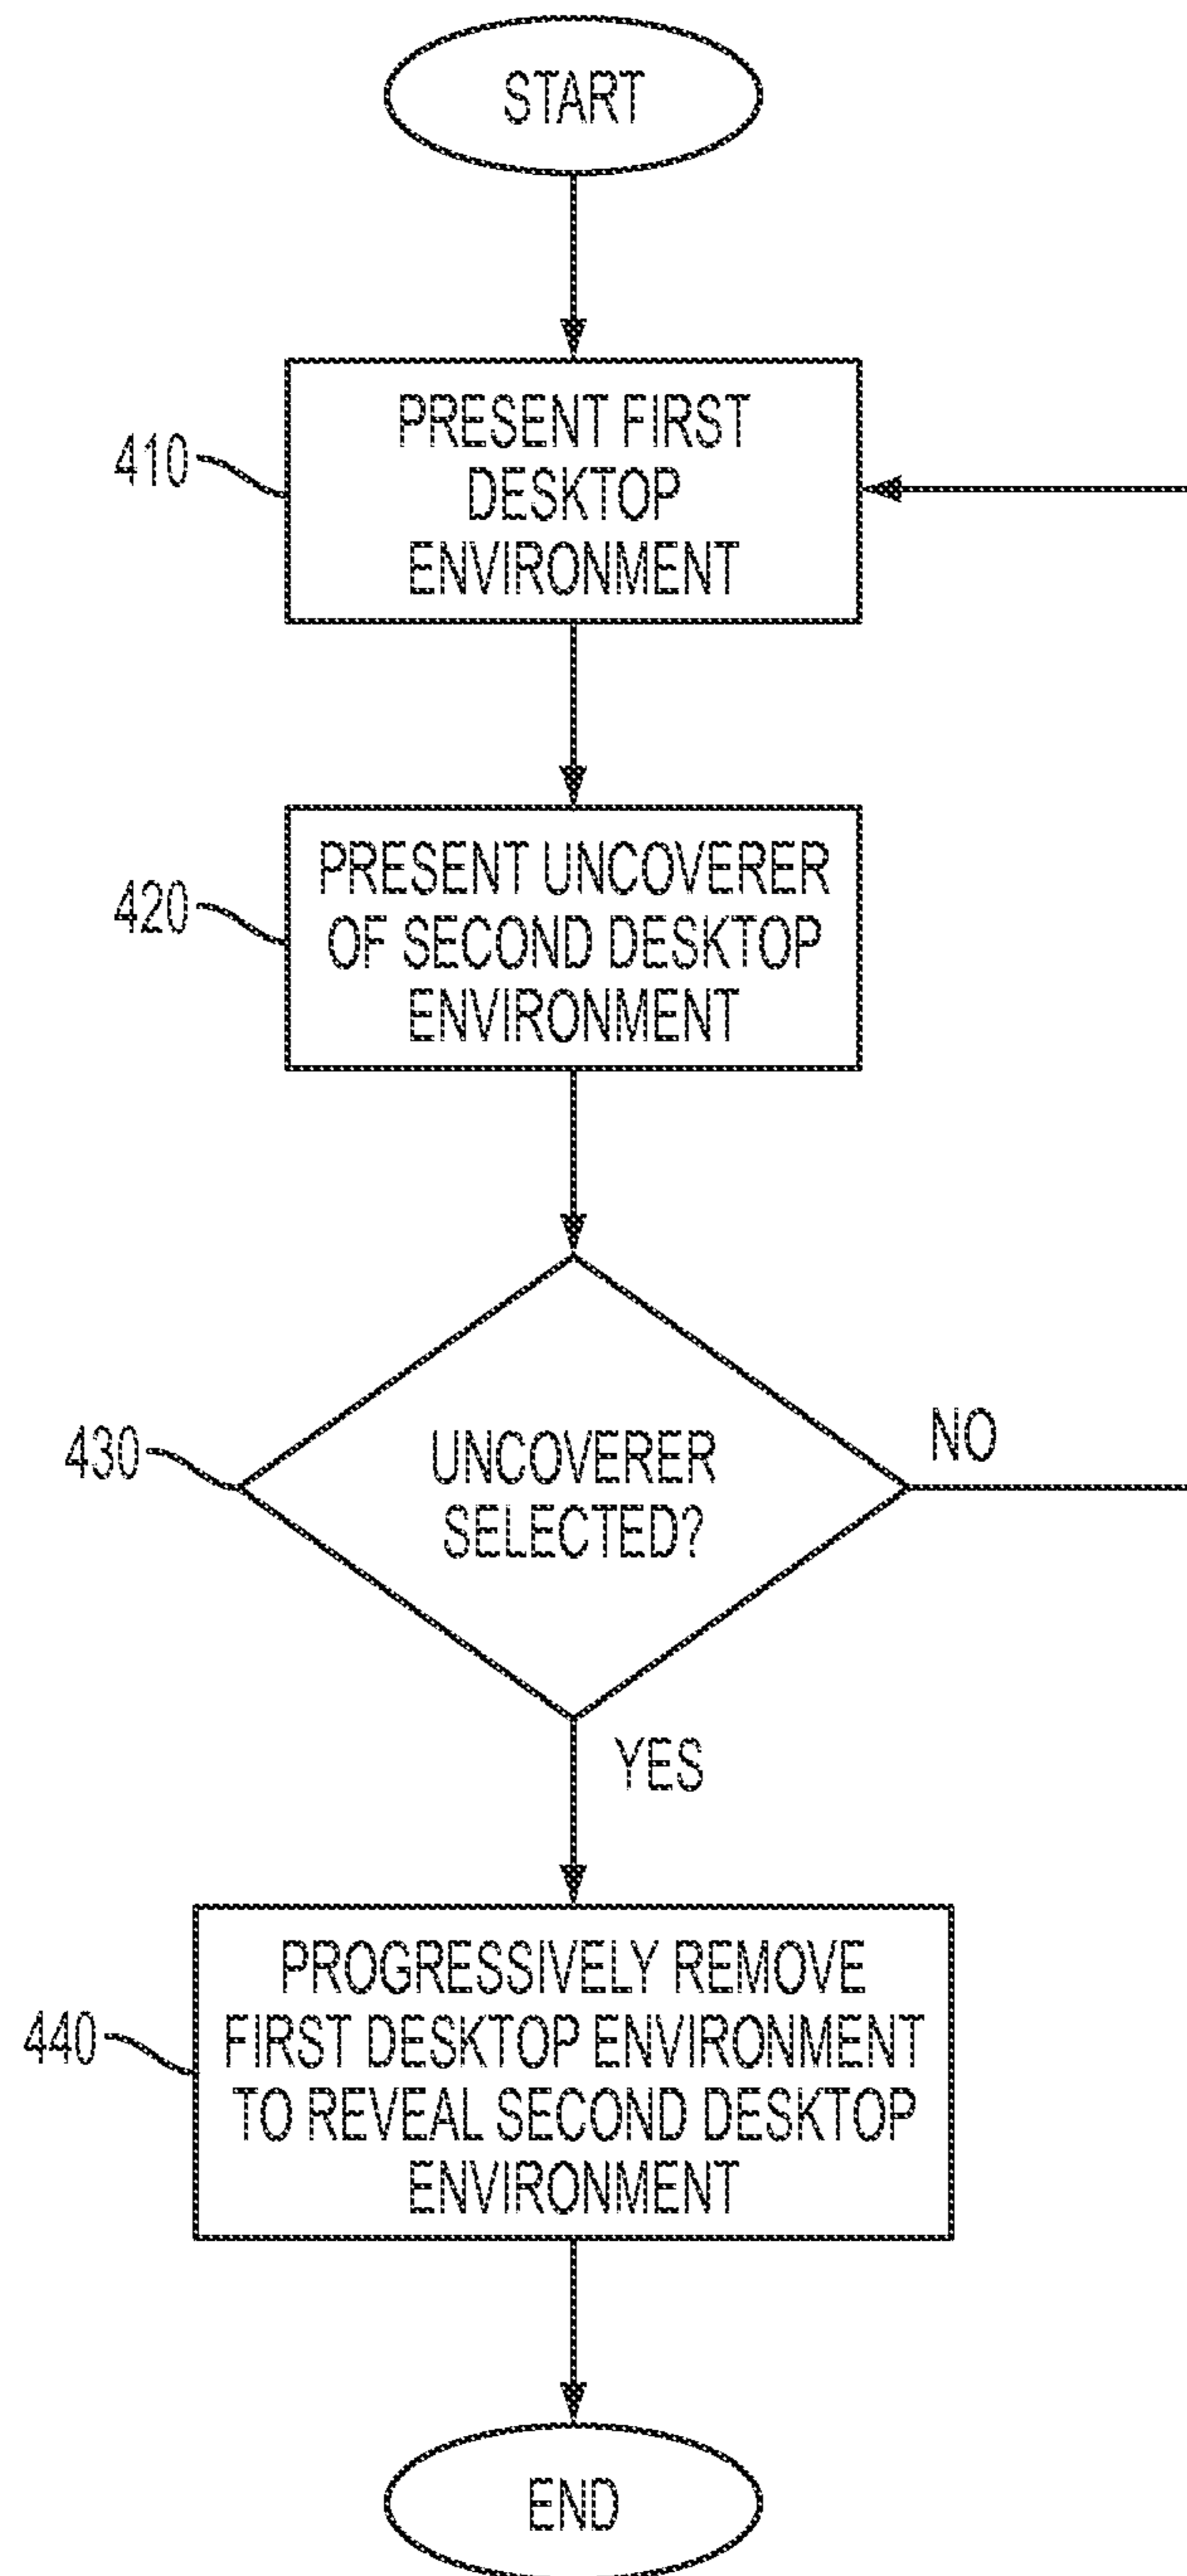 START
PRESENT FIRST
DESKTOP
ENVIRONMENT
410
PRESENT UNCOVERER
OF SECOND DESKTOP
ENVIRONMENT
420
UNCOVERER
SELECTED?
430
NO
YES
PROGRESSIVELY REMOVE
FIRST DESKTOP ENVIRONMENT
TO REVEAL SECOND DESKTOP
ENVIRONMENT
440
END